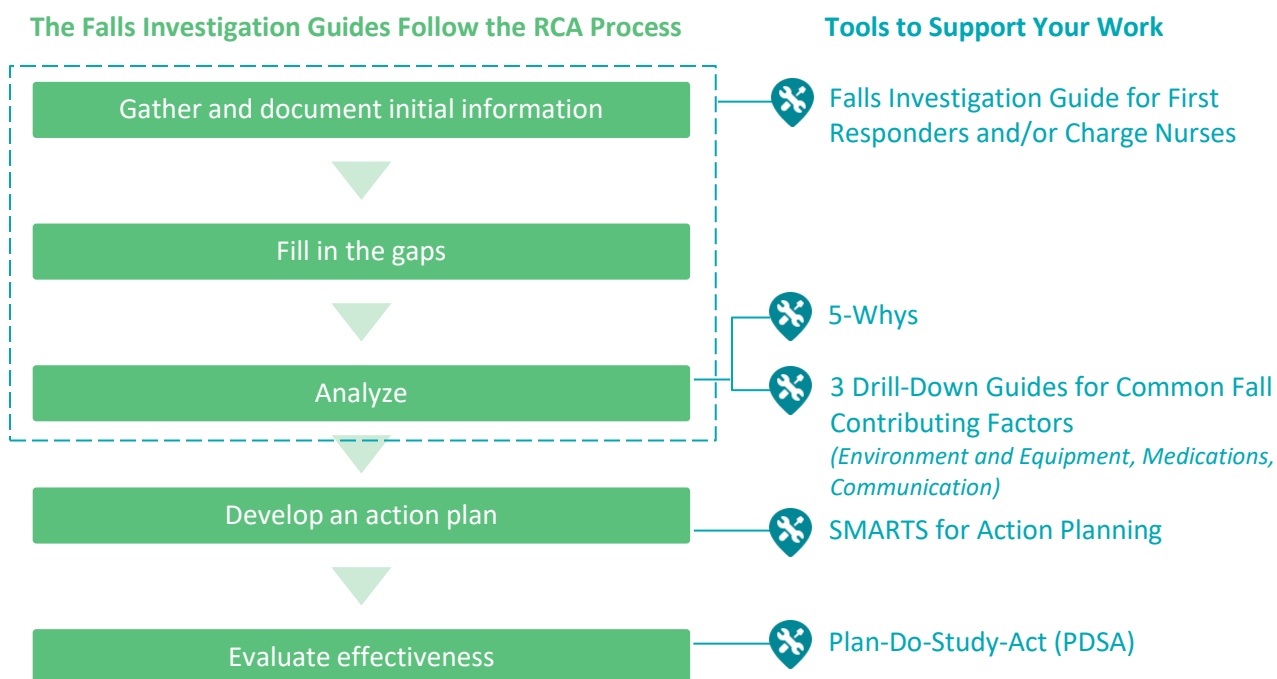 The Falls Investigation Guides Follow the RCA Process
Tools to Support Your Work
Gather and document initial information
Falls Investigation Guide for First
Responders and/or Charge Nurses
Fill in the gaps
5-Whys
Analyze
3 Drill-Down Guides for Common Fall
Contributing Factors
(Environment and Equipment, Medications,
Communication)
Develop an action plan
SMARTS for Action Planning
Evaluate effectiveness
Plan-Do-Study-Act (PDSA)